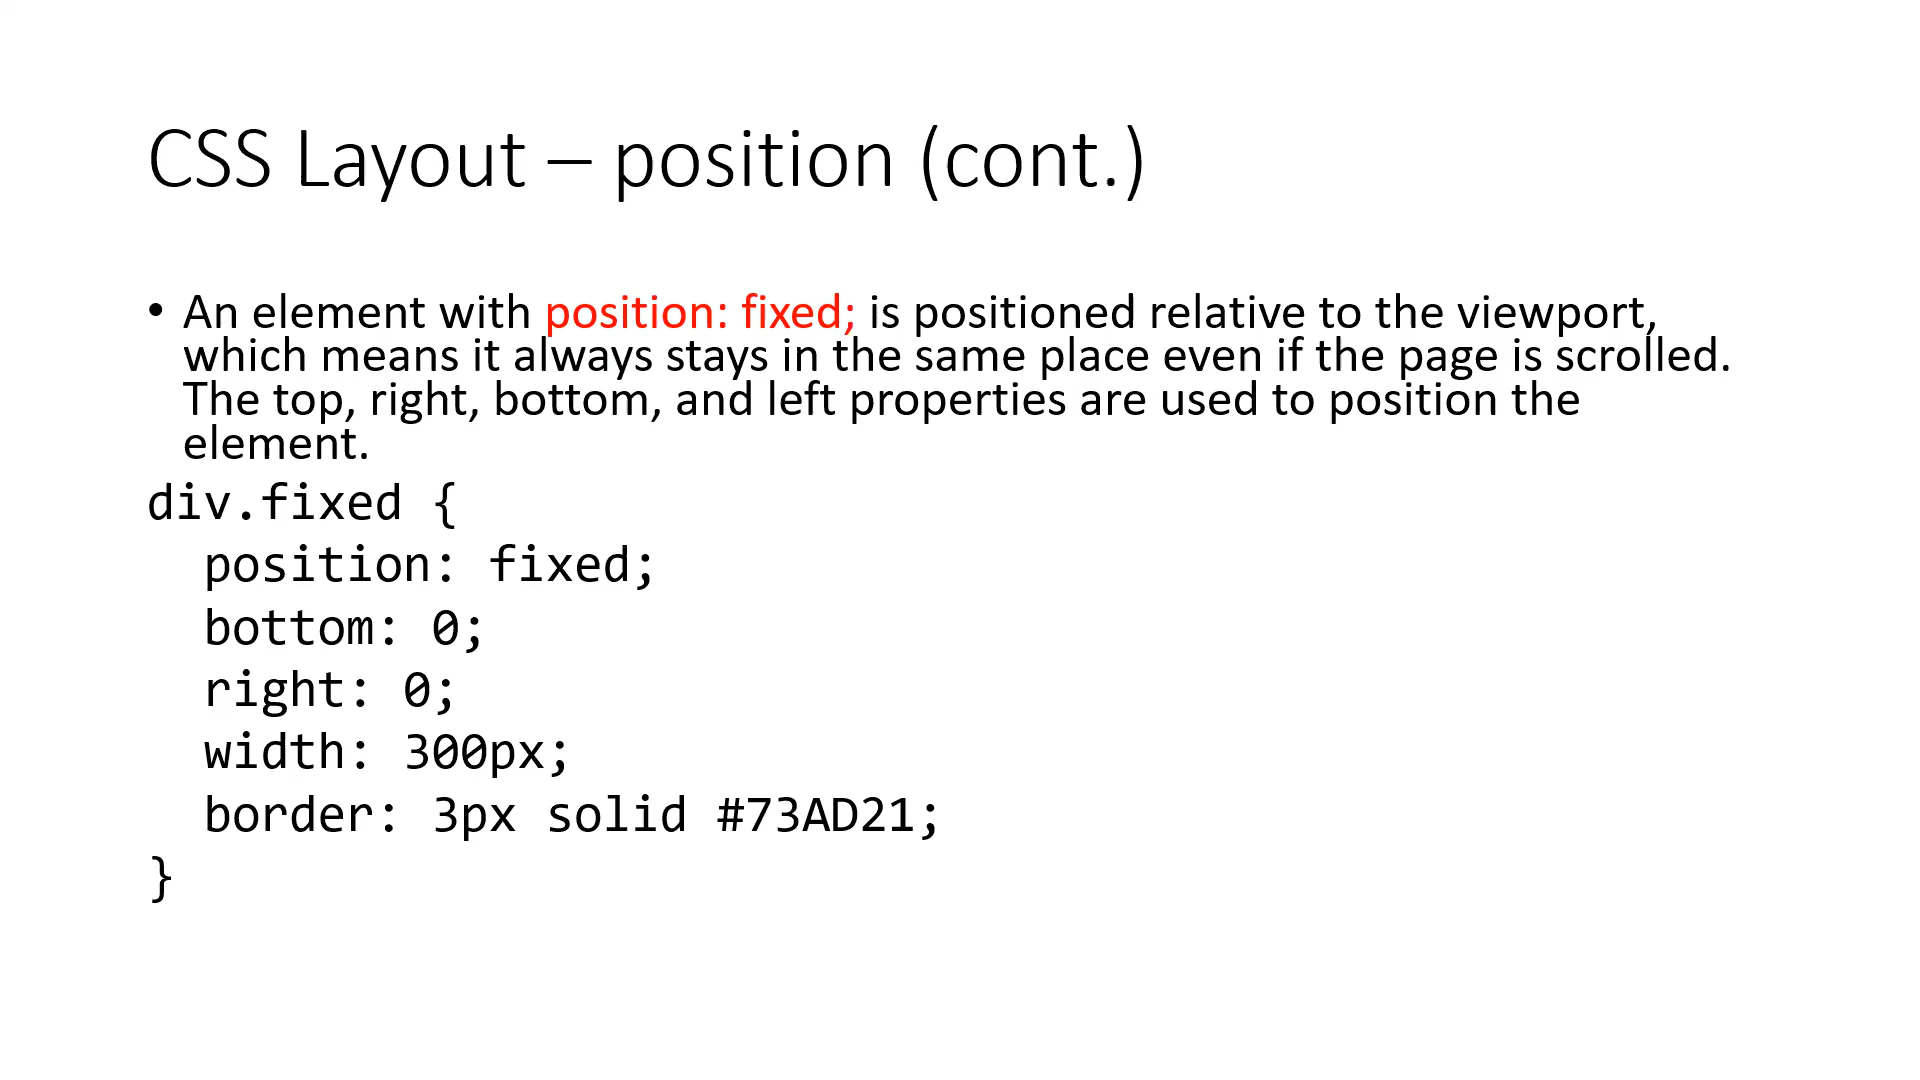 CSS Layout – position (cont.)
• An element with position: fixed; is positioned relative to the viewport,
which means it always stays in the same place even if the page is scrolled.
The top, right, bottom, and left properties are used to position the
element.
div.fixed {
  position: fixed;
  bottom: 0;
  right: 0;
  width: 300px;
  border: 3px solid #73AD21;
}